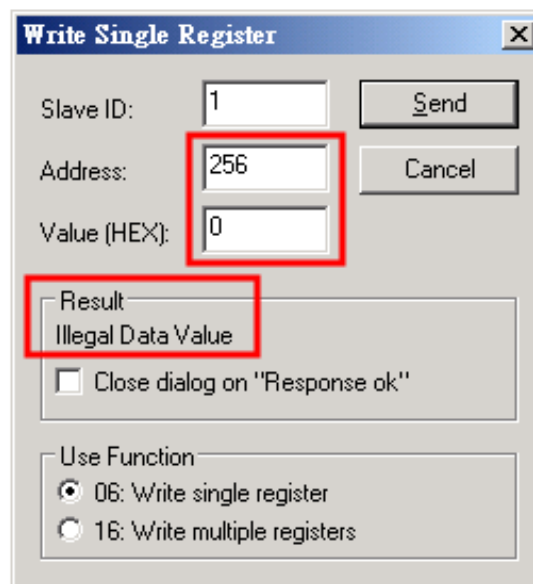 Write Single Register
Slave ID: 1 Send
Address: 256 Cancel
Value (HEX): 0
Result
Illegal Data Value
Close dialog on "Response ok"
Use Function
06: Write single register
16: Write multiple registers